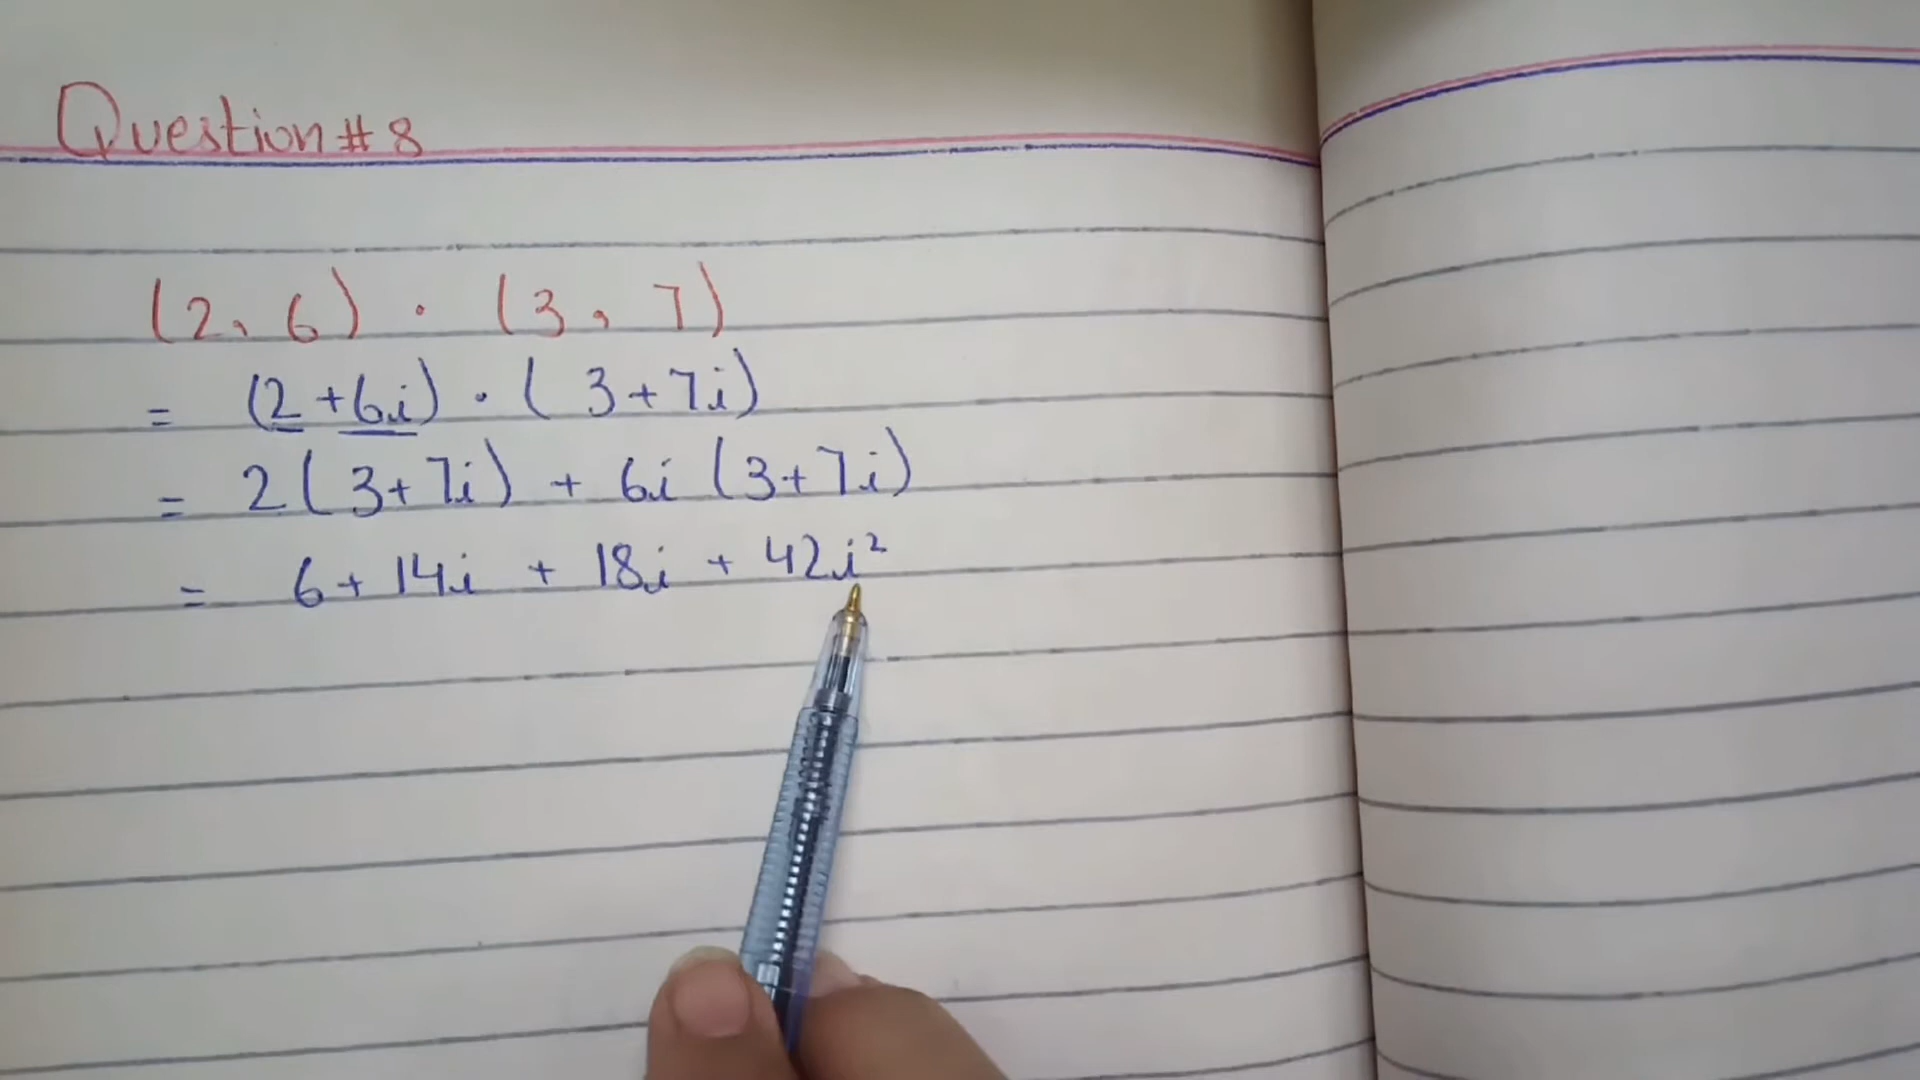 Question # 8
(2, 6) · (3, 7)
= (2 + 6i) · (3 + 7i)
= 2(3 + 7i) + 6i (3 + 7i)
= 6 + 14i + 18i + 42i²